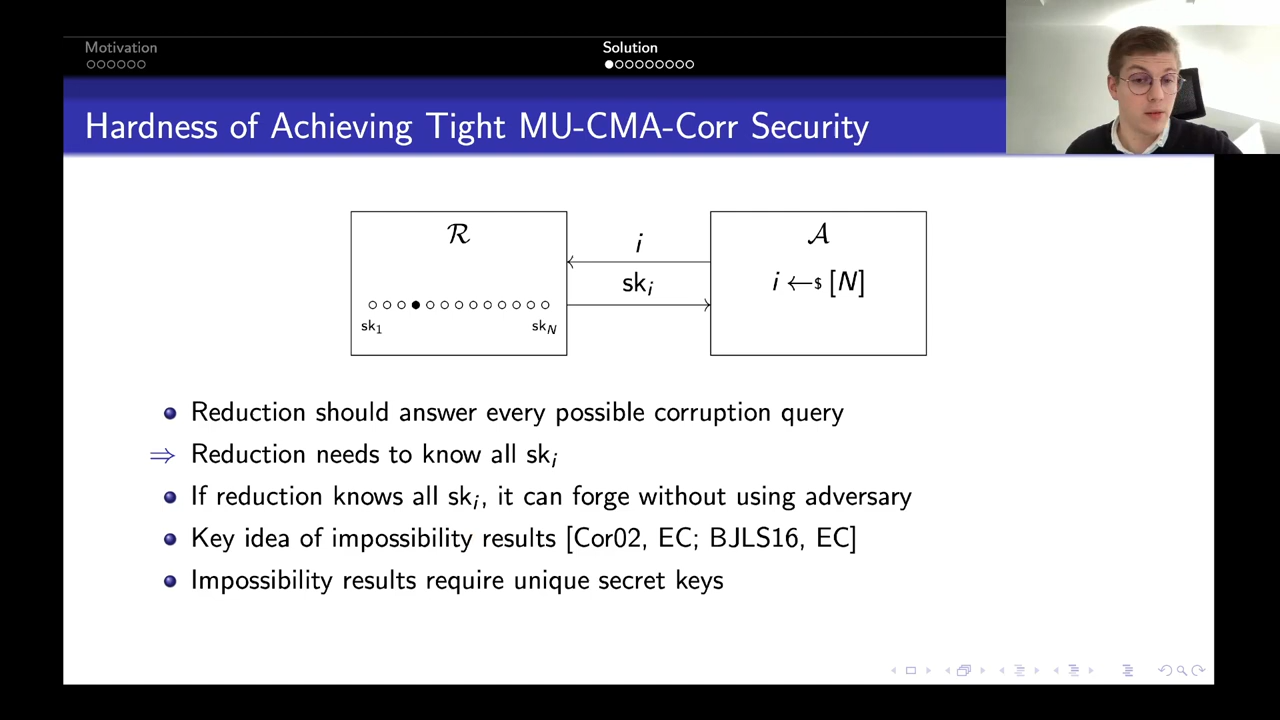 Motivation
Solution
Hardness of Achieving Tight MU-CMA-Corr Security
R
A
i
i ←$ [N]
sk_i
sk_1
sk_N
Reduction should answer every possible corruption query
⇒ Reduction needs to know all sk_i
If reduction knows all sk_i, it can forge without using adversary
Key idea of impossibility results [Cor02, EC; BJLS16, EC]
Impossibility results require unique secret keys